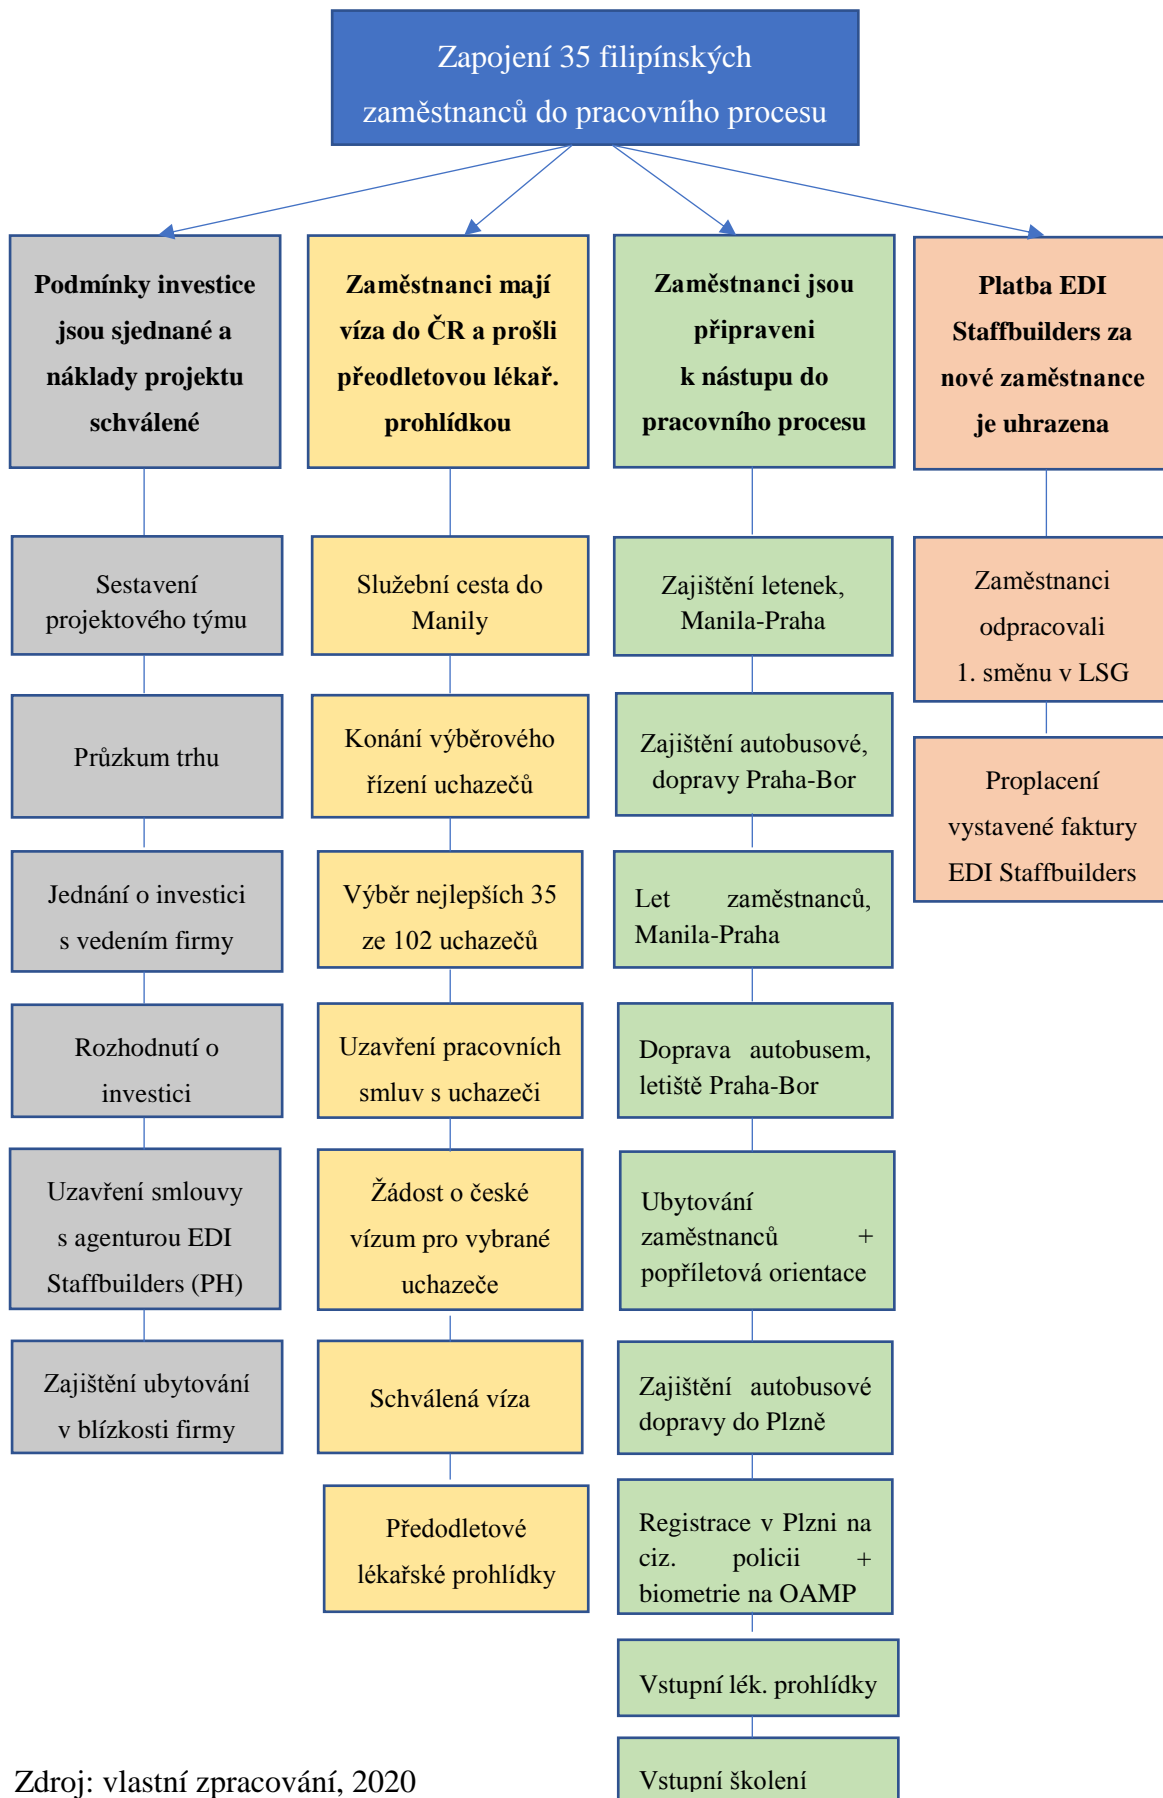 Zapojení 35 filipínských
zaměstnanců do pracovního procesu
Podmínky investice
jsou sjednané a
náklady projektu
schválené
Sestavení
projektového týmu
Průzkum trhu
Jednání o investici
s vedením firmy
Rozhodnutí o
investici
Uzavření smlouvy
s agenturou EDI
Staffbuilders (PH)
Zajištění ubytování
v blízkosti firmy
Zaměstnanci mají
víza do ČR a prošli
přeodletovou lékař.
prohlídkou
Služební cesta do
Manily
Konání výběrového
řízení uchazečů
Výběr nejlepších 35
ze 102 uchazečů
Uzavření pracovních
smluv s uchazeči
Žádost o české
vízum pro vybrané
uchazeče
Schválená víza
Předodletové
lékařské prohlídky
Zaměstnanci jsou
připraveni
k nástupu do
pracovního procesu
Zajištění letenek,
Manila-Praha
Zajištění autobusové,
dopravy Praha-Bor
Let zaměstnanců,
Manila-Praha
Doprava autobusem,
letiště Praha-Bor
Ubytování
zaměstnanců +
popříletová orientace
Zajištění autobusové
dopravy do Plzně
Registrace v Plzni na
ciz. policii +
biometrie na OAMP
Vstupní lék. prohlídky
Vstupní školení
Platba EDI
Staffbuilders za
nové zaměstnance
je uhrazena
Zaměstnanci
odpracovali
1. směnu v LSG
Proplacení
vystavené faktury
EDI Staffbuilders
Zdroj: vlastní zpracování, 2020